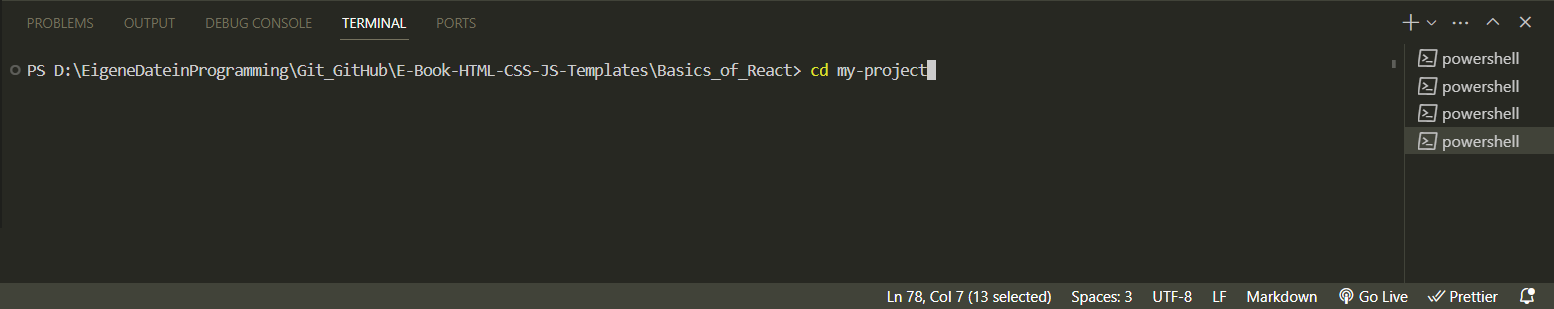 PROBLEMS OUTPUT DEBUG CONSOLE TERMINAL PORTS
PS D:\EigeneDateinProgramming\Git_GitHub\E-Book-HTML-CSS-JS-Templates\Basics_of_React> cd my-project
powershell
powershell
powershell
powershell
Ln 78, Col 7 (13 selected) Spaces: 3 UTF-8 LF Markdown Go Live Prettier